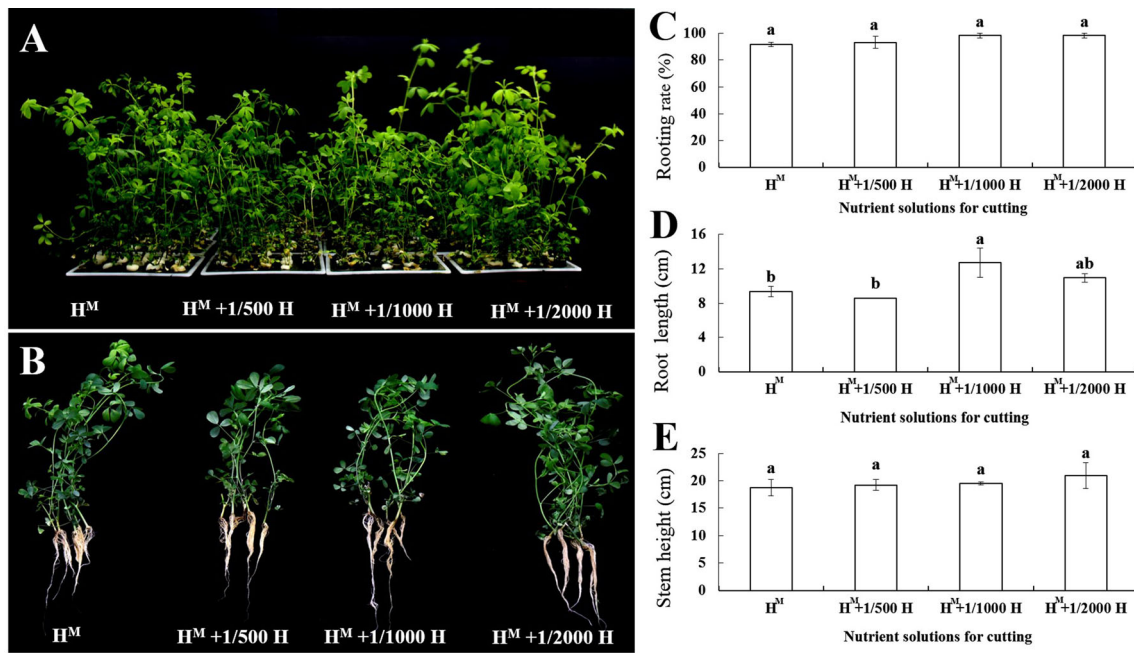 A
H^M H^M +1/500 H H^M +1/1000 H H^M +1/2000 H
B
H^M H^M +1/500 H H^M +1/1000 H H^M +1/2000 H
C
Rooting rate (%)
a a a a
100
80
60
40
20
0
H^M H^M+1/500 H H^M+1/1000 H H^M+1/2000 H
Nutrient solutions for cutting
D
Root length (cm)
b b a ab
16
12
8
4
0
H^M H^M+1/500 H H^M+1/1000 H H^M+1/2000 H
Nutrient solutions for cutting
E
Stem height (cm)
a a a a
25
20
15
10
5
0
H^M H^M+1/500 H H^M+1/1000 H H^M+1/2000 H
Nutrient solutions for cutting